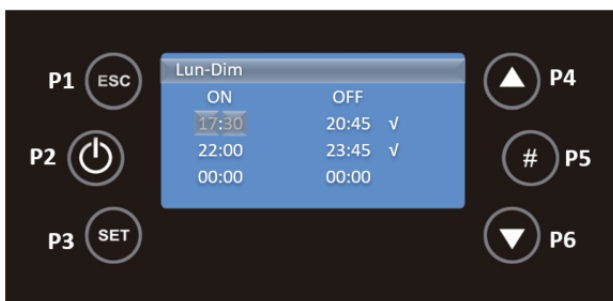 Lun-Dim
P1 ESC
ON OFF
P4
17:30 20:45 √
P2
22:00 23:45 √
# P5
00:00 00:00
P3 SET
P6